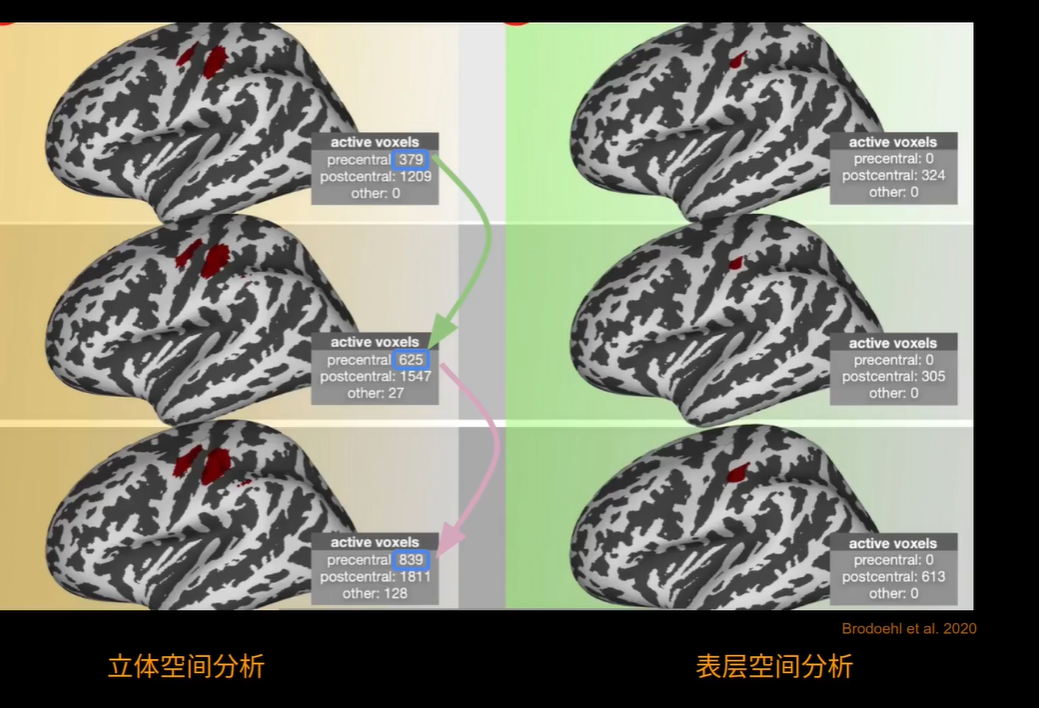 active voxels
precentral 379
postcentral: 1209
other: 0
active voxels
precentral: 0
postcentral: 324
other: 0
active voxels
precentral 625
postcentral: 1547
other: 27
active voxels
precentral: 0
postcentral: 305
other: 0
active voxels
precentral 839
postcentral: 1811
other: 128
active voxels
precentral: 0
postcentral: 613
other: 0
Brodoehl et al. 2020
立体空间分析
表层空间分析